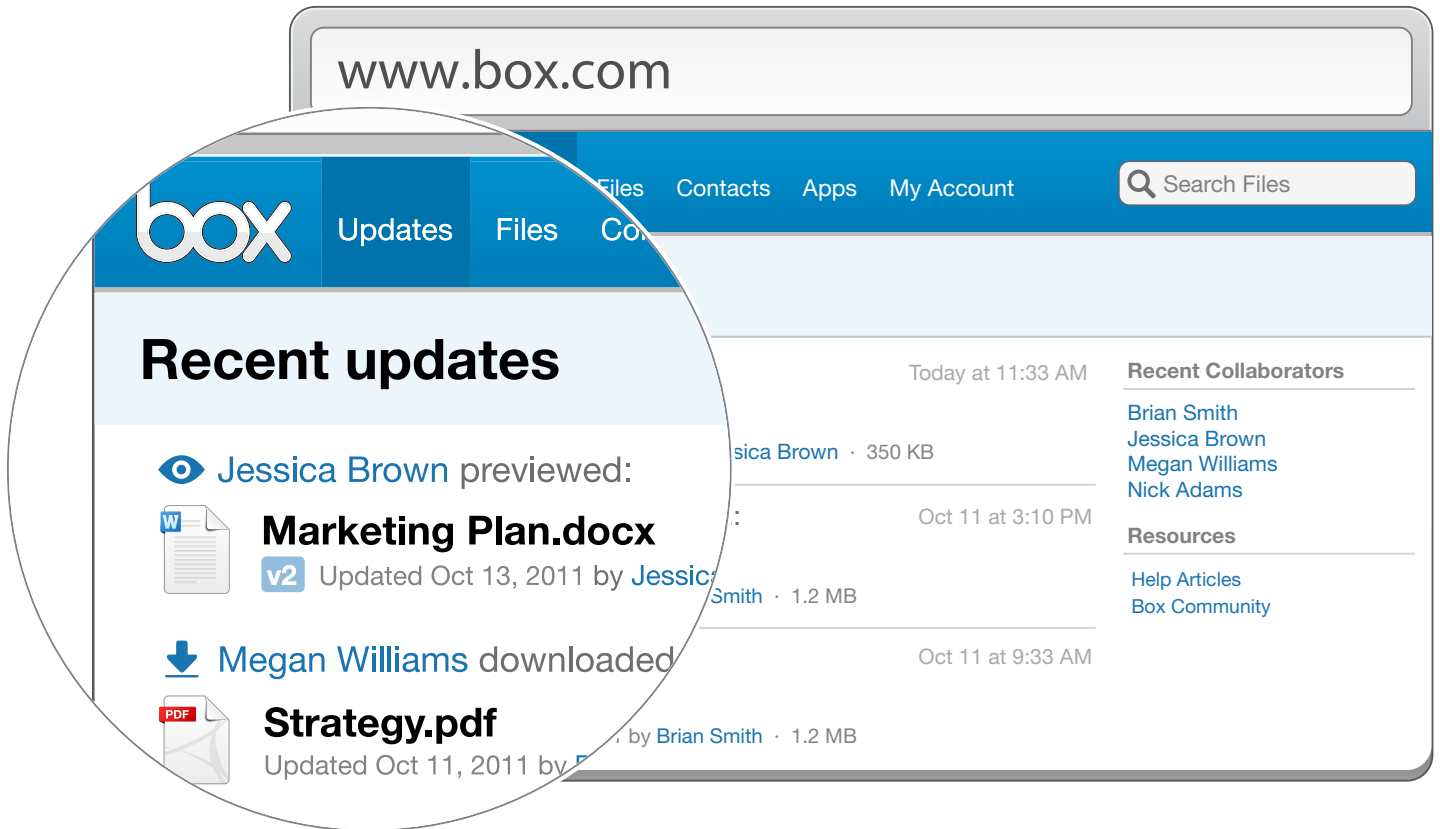 www.box.com
box
Updates Files
Files Contacts Apps My Account
Search Files
Recent updates
Jessica Brown previewed:
W
Marketing Plan.docx
v2 Updated Oct 13, 2011 by
Megan Williams downloaded
PDF
Strategy.pdf
Updated Oct 11, 2011 by
Today at 11:33 AM
Brown · 350 KB
Oct 11 at 3:10 PM
Smith · 1.2 MB
Oct 11 at 9:33 AM
by Brian Smith · 1.2 MB
Recent Collaborators
Brian Smith
Jessica Brown
Megan Williams
Nick Adams
Resources
Help Articles
Box Community